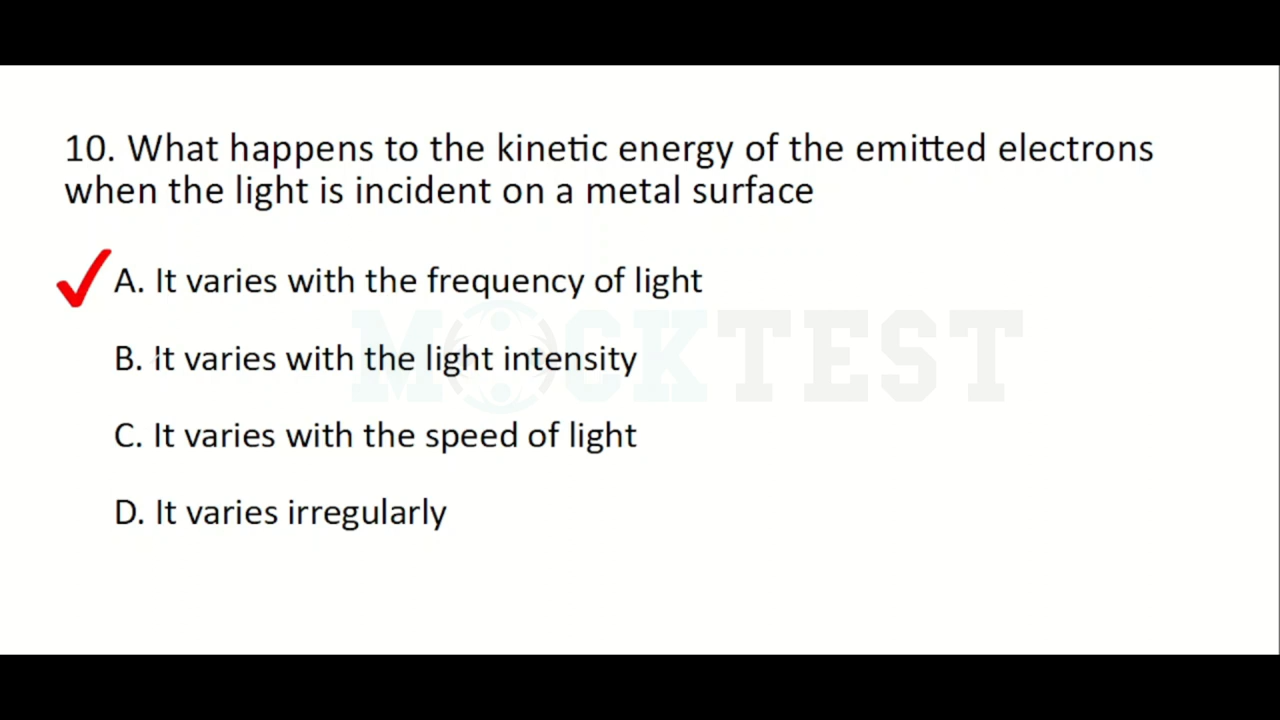 10. What happens to the kinetic energy of the emitted electrons
when the light is incident on a metal surface
A. It varies with the frequency of light
MOCKTEST
B. It varies with the light intensity
C. It varies with the speed of light
D. It varies irregularly